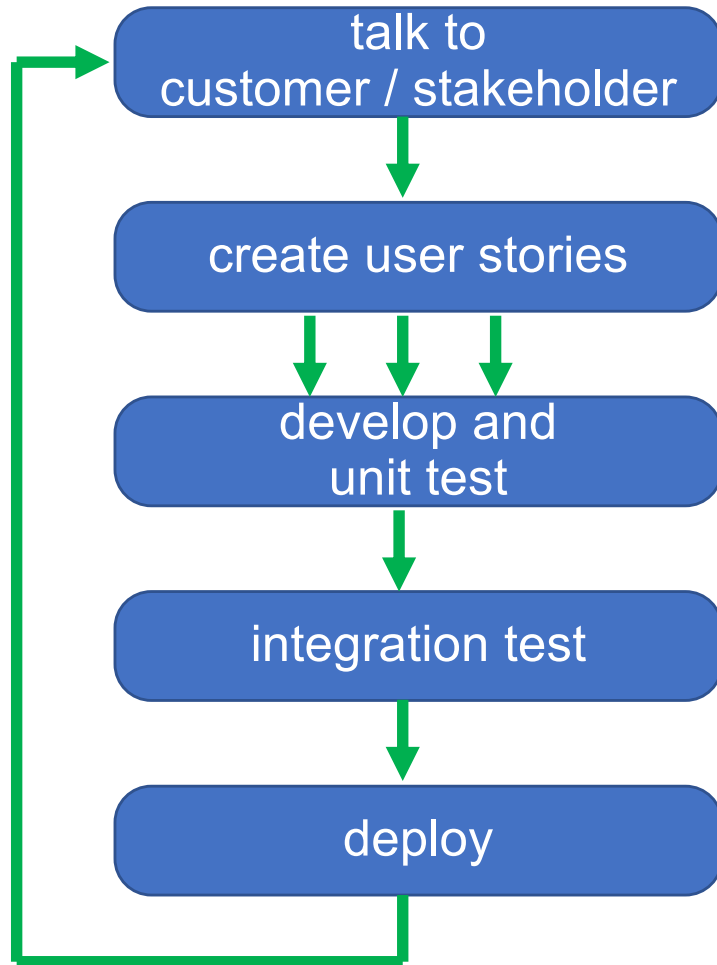 talk to
customer / stakeholder
create user stories
develop and
unit test
integration test
deploy